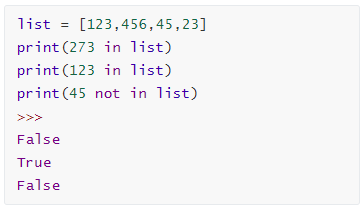 list = [123,456,45,23]
print(273 in list)
print(123 in list)
print(45 not in list)
>>>
False
True
False